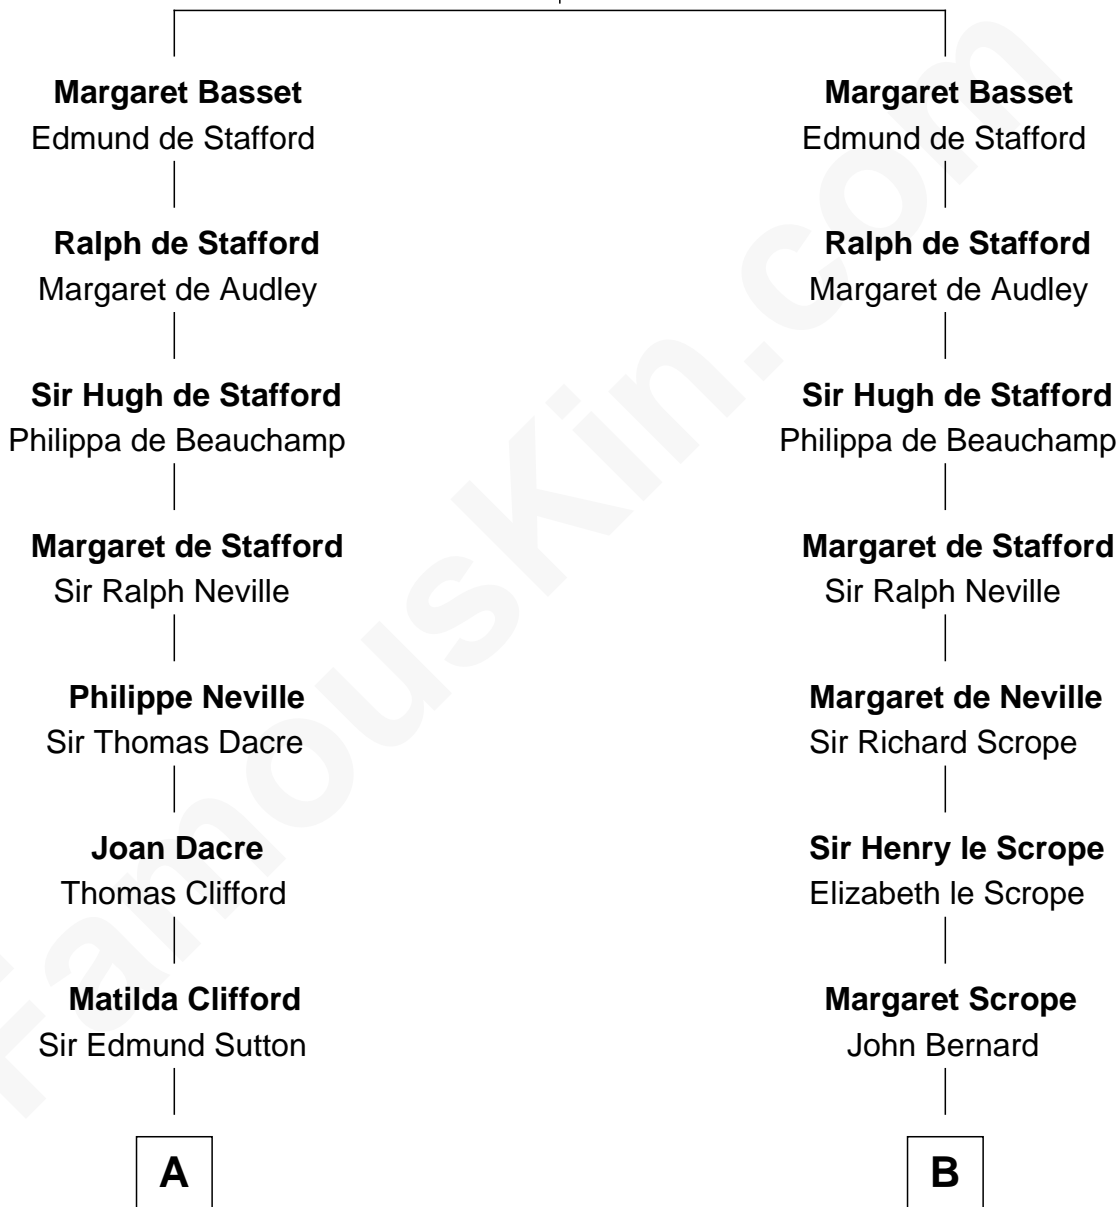 Margaret Basset
Edmund de Stafford
Ralph de Stafford
Margaret de Audley
Sir Hugh de Stafford
Philippa de Beauchamp
Margaret de Stafford
Sir Ralph Neville
Philippe Neville
Sir Thomas Dacre
Joan Dacre
Thomas Clifford
Matilda Clifford
Sir Edmund Sutton
A
Margaret Basset
Edmund de Stafford
Ralph de Stafford
Margaret de Audley
Sir Hugh de Stafford
Philippa de Beauchamp
Margaret de Stafford
Sir Ralph Neville
Margaret de Neville
Sir Richard Scrope
Sir Henry le Scrope
Elizabeth le Scrope
Margaret Scrope
John Bernard
B
FamousKin.com